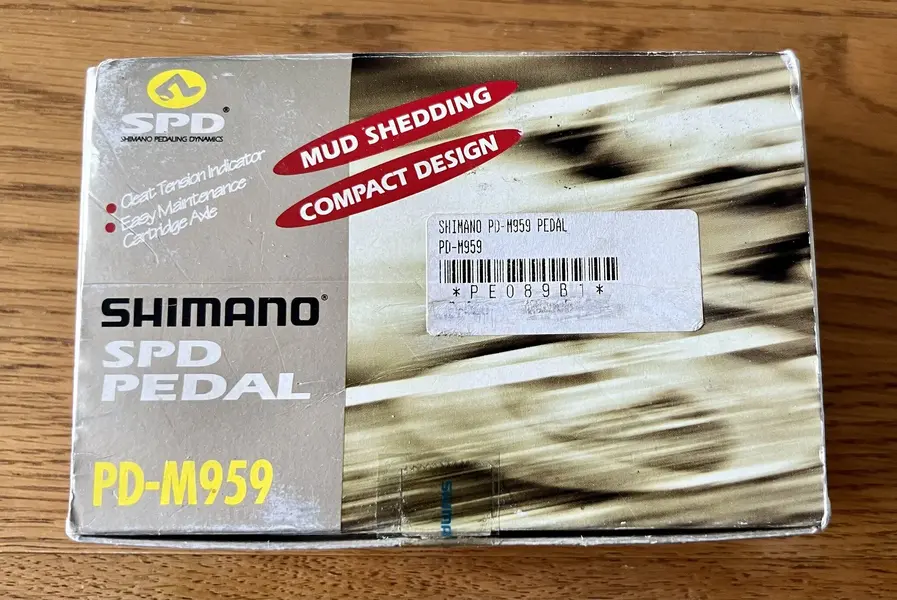 SPD®
SHIMANO PEDALING DYNAMICS
MUD SHEDDING
COMPACT DESIGN
Cleat Tension Indicator
Easy Maintenance
Cartridge Axle
SHIMANO PD-M959 PEDAL
PD-M959
*PE089B1*
SHIMANO®
SPD
PEDAL
PD-M959